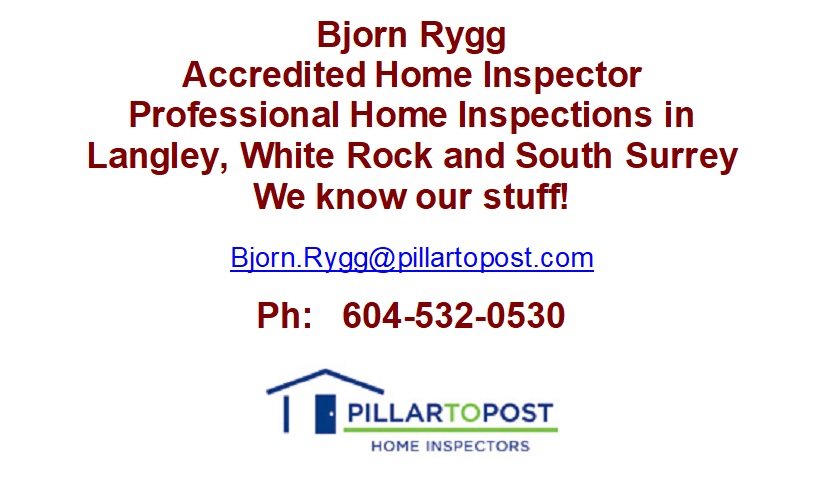 Bjorn Rygg
Accredited Home Inspector
Professional Home Inspections in
Langley, White Rock and South Surrey
We know our stuff!
Bjorn.Rygg@pillartopost.com
Ph: 604-532-0530
PILLARTOPOST
HOME INSPECTORS